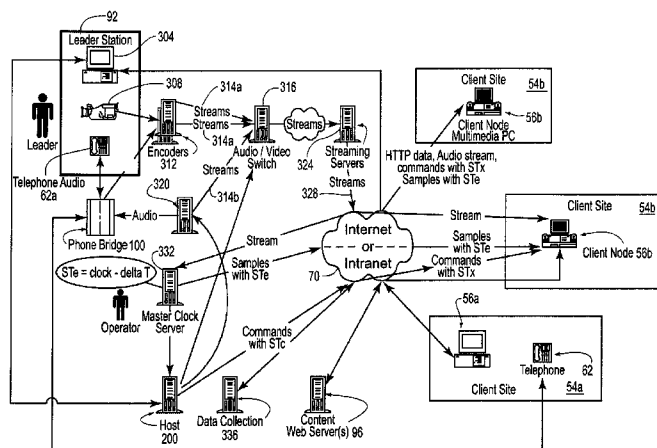 92
Leader Station
304
308
Leader
Telephone Audio
62a
314a
Streams
Streams
314a
316
Encoders
312
Audio / Video
Switch
Streams
324
Streaming
Servers
328
Streams
Streams
314b
320
Audio
Phone Bridge 100
332
STe = clock - delta T
Operator
Master Clock
Server
Stream
Samples
with STe
Internet
or
Intranet
70
Client Site
54b
56b
Client Node
Multimedia PC
HTTP data, Audio stream,
commands with STx
Samples with STe
Client Site
54b
Stream
Samples
with STe
Commands
with STx
Client Node 56b
Commands
with STc
Host
200
Data Collection
336
Content
Web Server(s) 96
56a
62
Telephone
Client Site
54a